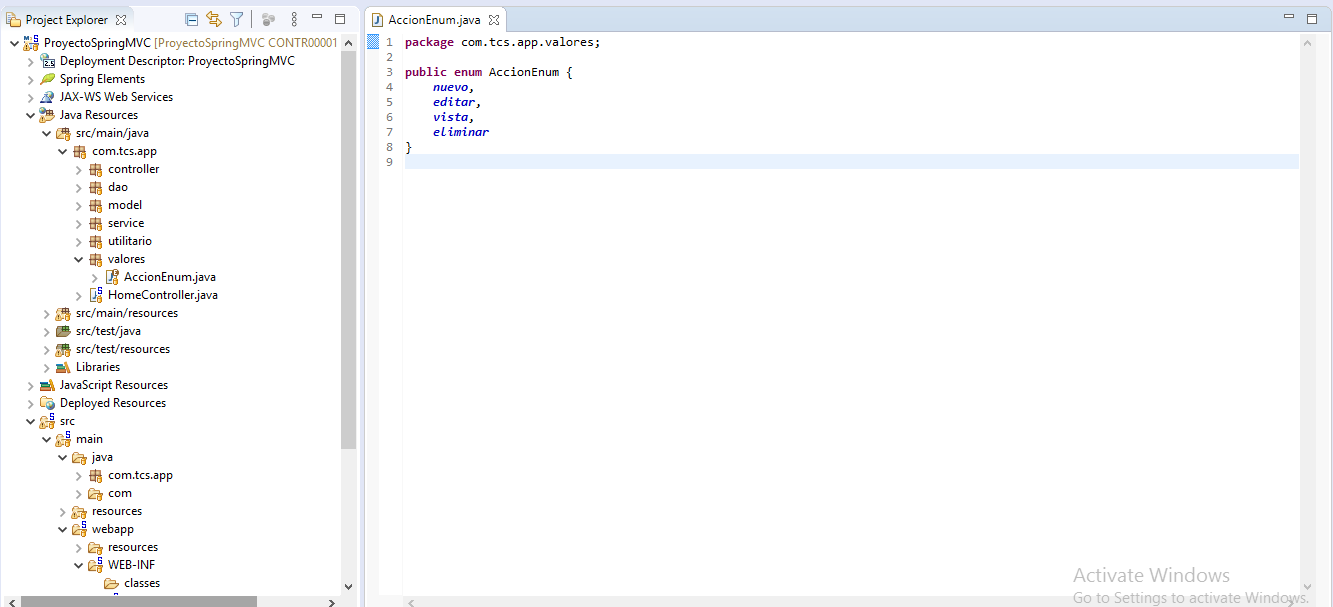 Project Explorer
ProyectoSpringMVC [ProyectoSpringMVC CONTR00001
Deployment Descriptor: ProyectoSpringMVC
Spring Elements
JAX-WS Web Services
Java Resources
src/main/java
com.tcs.app
controller
dao
model
service
utilitario
valores
AccionEnum.java
HomeController.java
src/main/resources
src/test/java
src/test/resources
Libraries
JavaScript Resources
Deployed Resources
src
main
java
com.tcs.app
com
resources
webapp
resources
WEB-INF
classes
AccionEnum.java
1 package com.tcs.app.valores;
2
3 public enum AccionEnum {
4 nuevo,
5 editar,
6 vista,
7 eliminar
8 }
9
Activate Windows
Go to Settings to activate Windows.